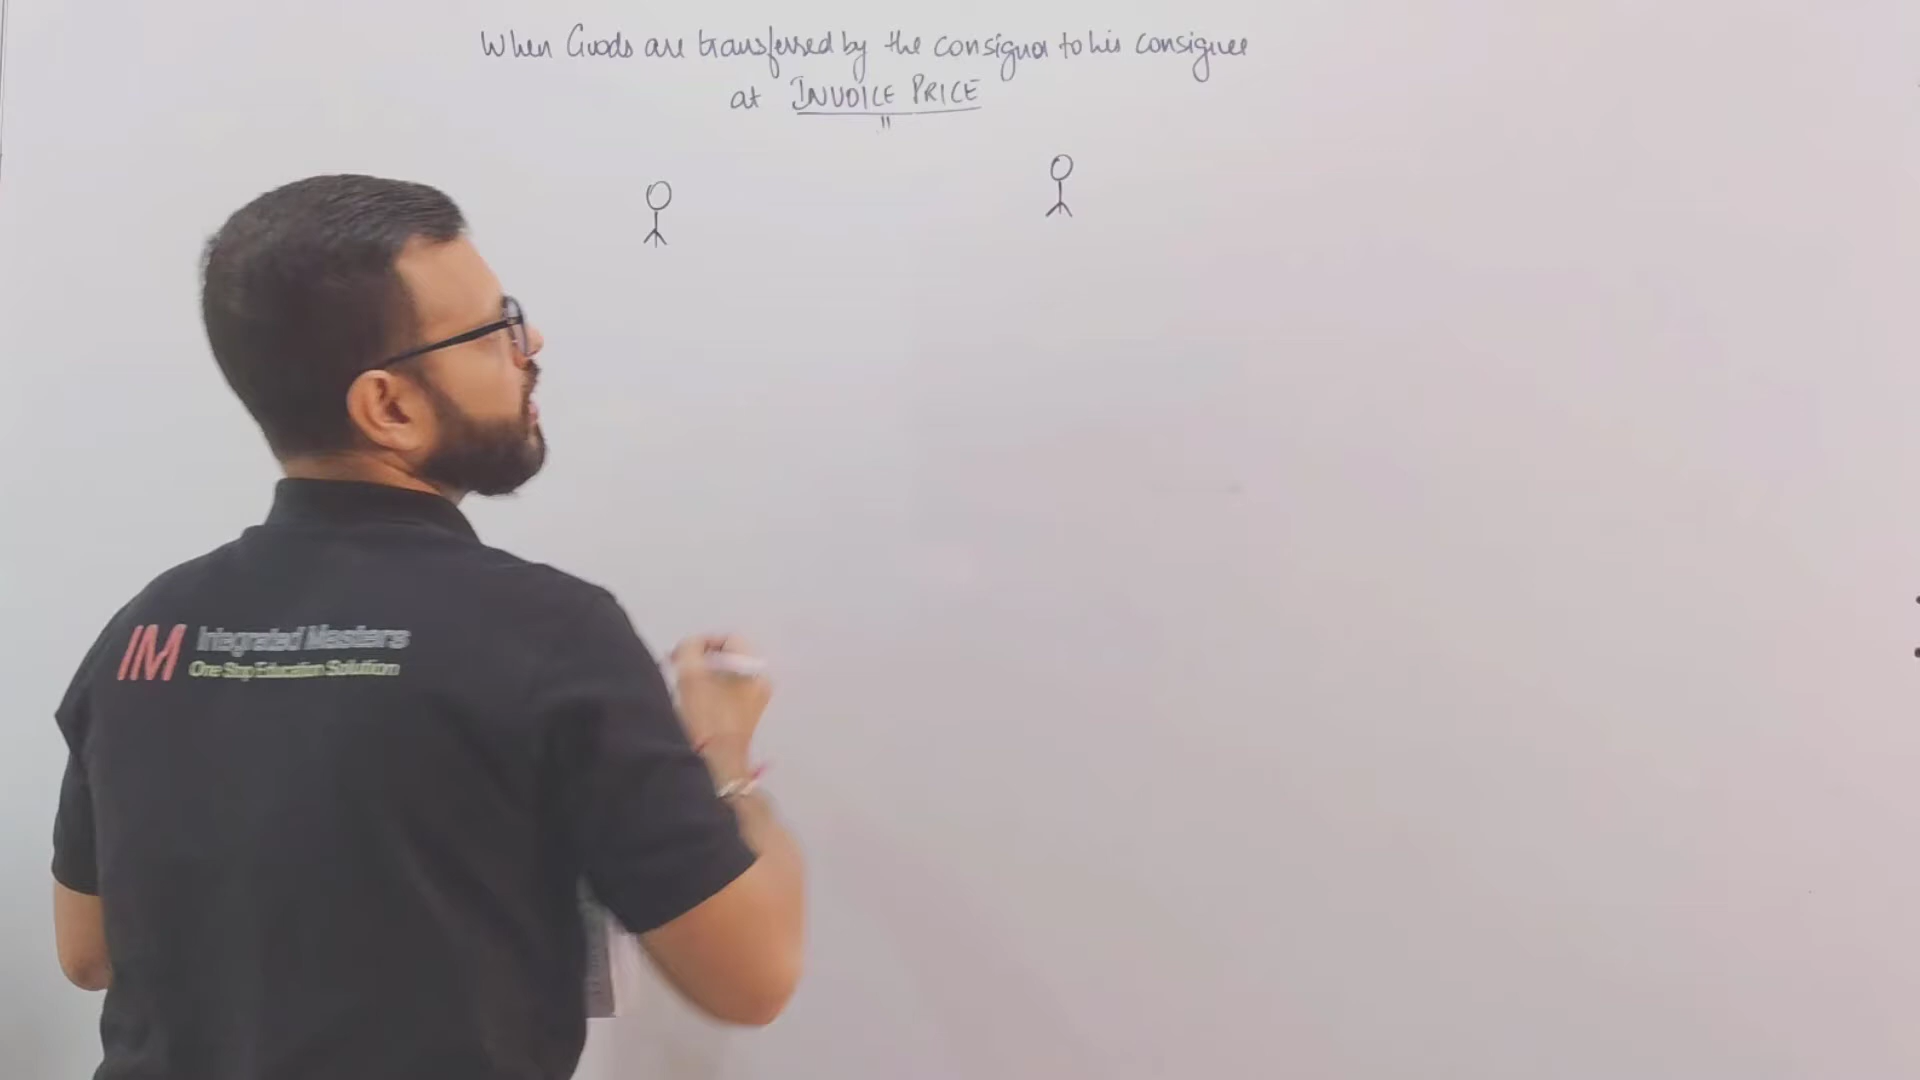 When Goods are transferred by the consignor to his consignee
at INVOICE PRICE
IM Integrated Masters
One Stop Education Solution